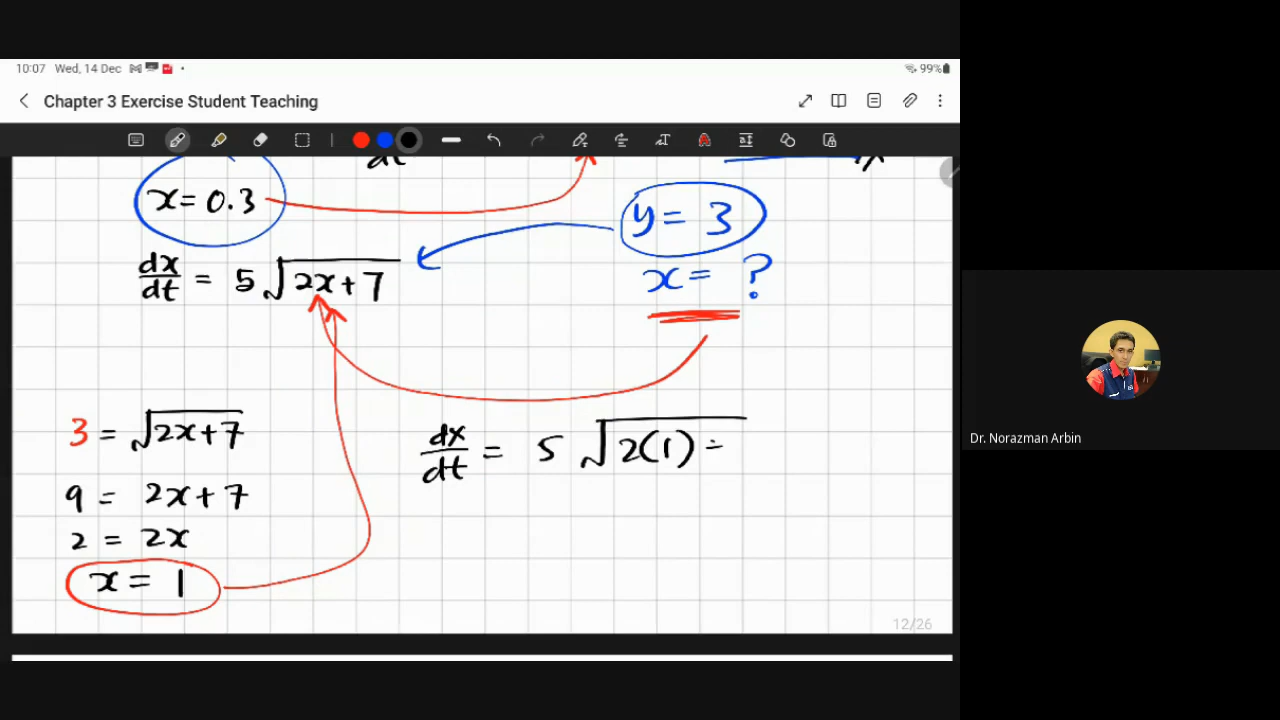 10:07 Wed, 14 Dec
99%
Chapter 3 Exercise Student Teaching
dt
x = 0.3
y = 3
dx/dt = 5√(2x+7)
x = ?
3 = √(2x+7)
dx/dt = 5√(2(1) =
9 = 2x+7
2 = 2x
x = 1
12/26
Dr. Norazman Arbin